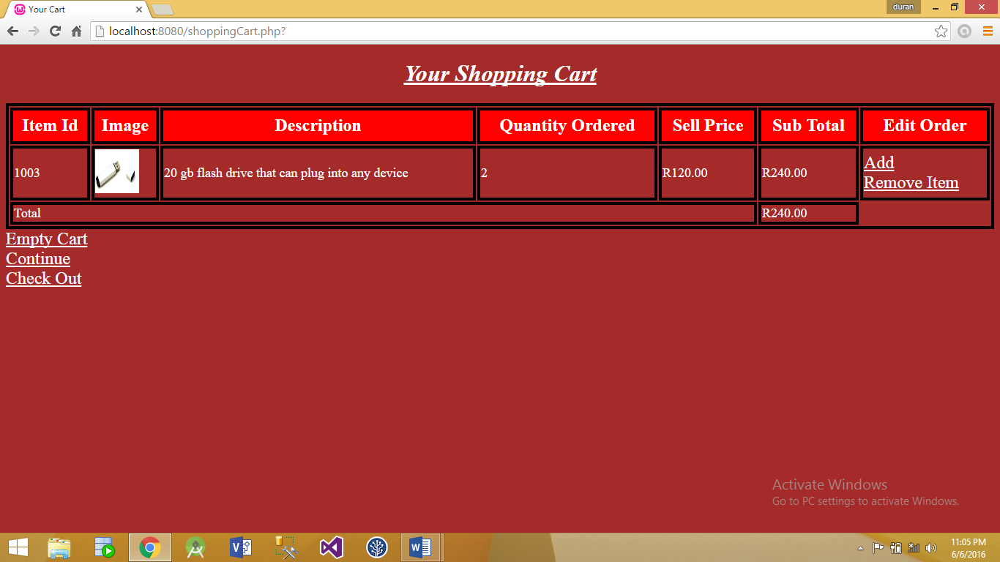 Your Cart
duran
localhost:8080/shoppingCart.php?
Your Shopping Cart
Item Id Image Description Quantity Ordered Sell Price Sub Total Edit Order
1003 20 gb flash drive that can plug into any device 2 R120.00 R240.00 Add
Remove Item
Total R240.00
Empty Cart
Continue
Check Out
Activate Windows
Go to PC settings to activate Windows.
11:05 PM
6/6/2016